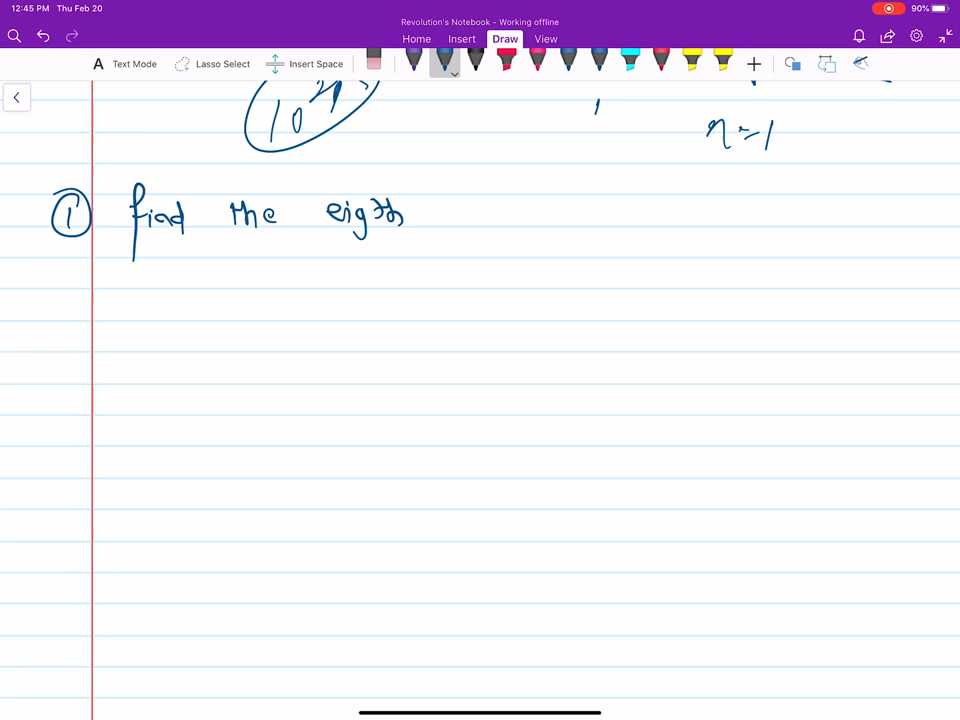 12:45 PM Thu Feb 20
90%
Revolution's Notebook - Working offline
Home Insert Draw View
A Text Mode Lasso Select Insert Space
10
n=1
① find the eigth